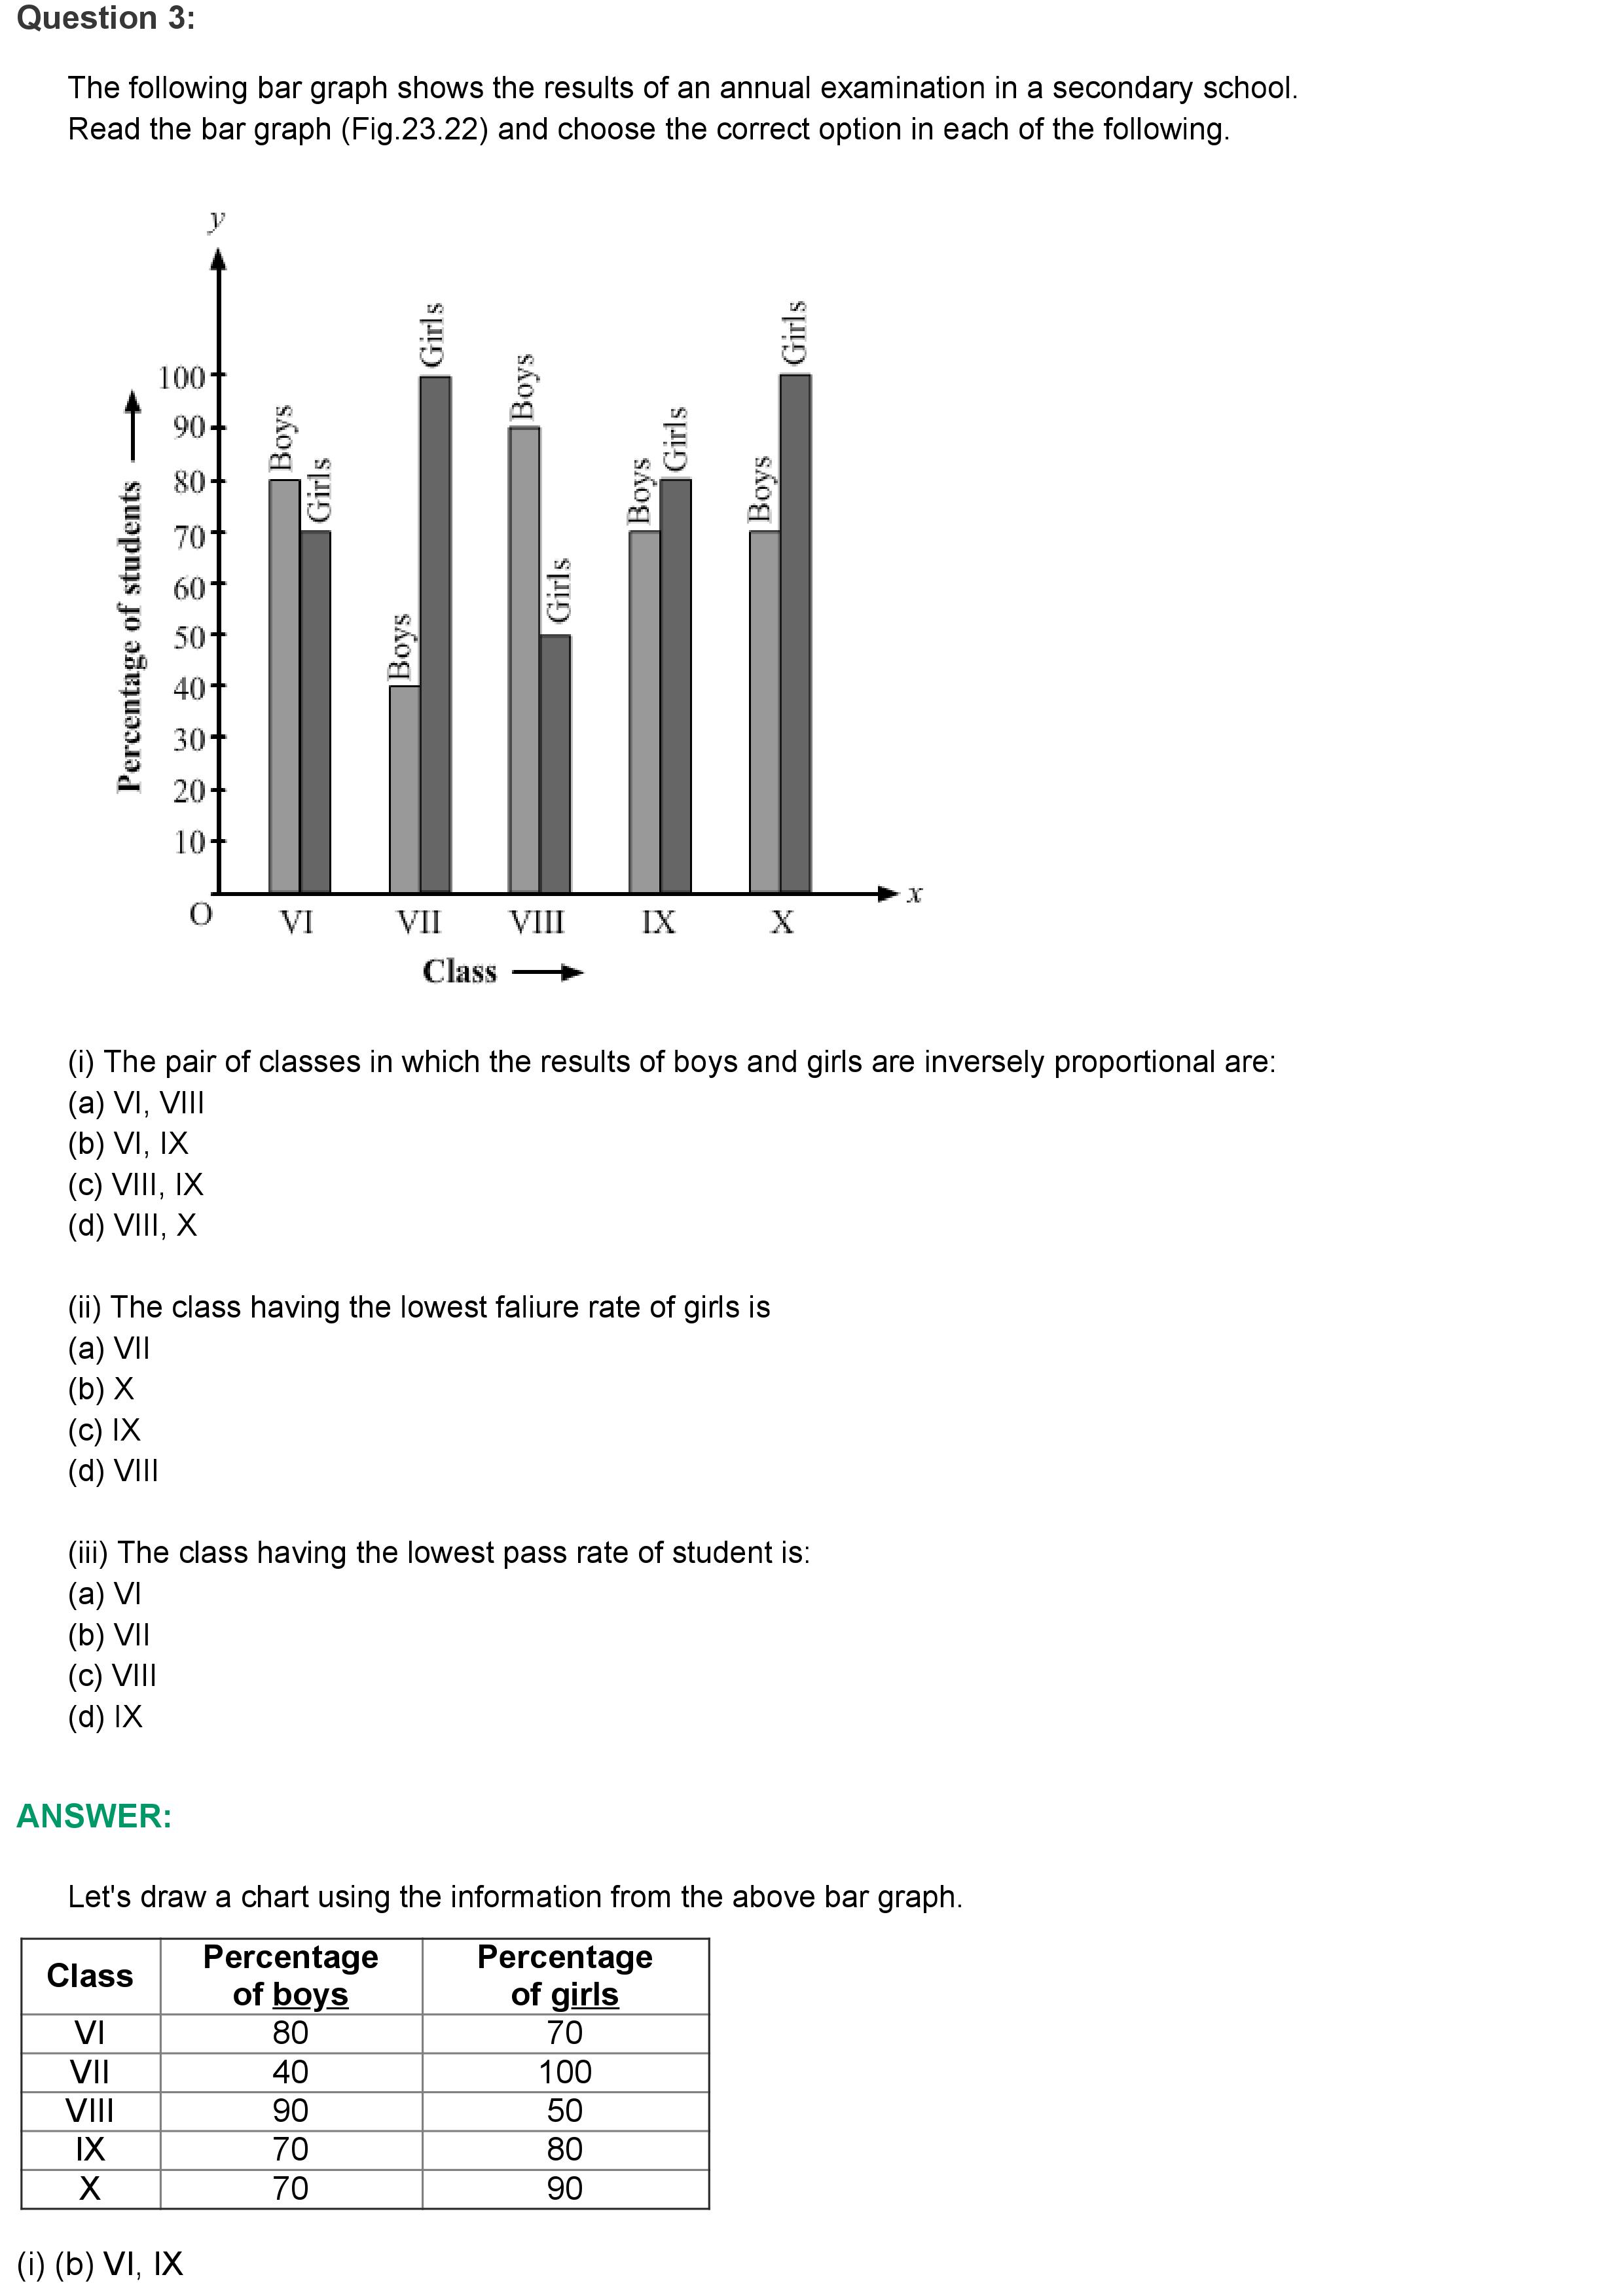 Question 3:
The following bar graph shows the results of an annual examination in a secondary school.
Read the bar graph (Fig.23.22) and choose the correct option in each of the following.
y
Percentage of students
100
90
80
70
60
50
40
30
20
10
O
Boys
Girls
Boys
Girls
Boys
Girls
Boys
Girls
Boys
Girls
x
VI VII VIII IX X
Class
(i) The pair of classes in which the results of boys and girls are inversely proportional are:
(a) VI, VIII
(b) VI, IX
(c) VIII, IX
(d) VIII, X
(ii) The class having the lowest faliure rate of girls is
(a) VII
(b) X
(c) IX
(d) VIII
(iii) The class having the lowest pass rate of student is:
(a) VI
(b) VII
(c) VIII
(d) IX
ANSWER:
Let's draw a chart using the information from the above bar graph.
Class Percentage of boys Percentage of girls
VI 80 70
VII 40 100
VIII 90 50
IX 70 80
X 70 90
(i) (b) VI, IX